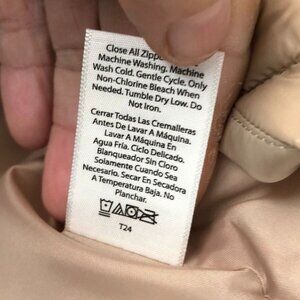 Close All Zippers
Machine Washing. Machine
Wash Cold. Gentle Cycle. Only
Non-Chlorine Bleach When
Needed. Tumble Dry Low. Do
Not Iron.
Cerrar Todas Las Cremalleras
Antes De Lavar A Máquina.
Lavar A Máquina En
Agua Fría. Ciclo Delicado.
Blanqueador Sin Cloro
Solamente Cuando Sea
Necesario. Secar En Secadora
A Temperatura Baja. No
Planchar.
T24